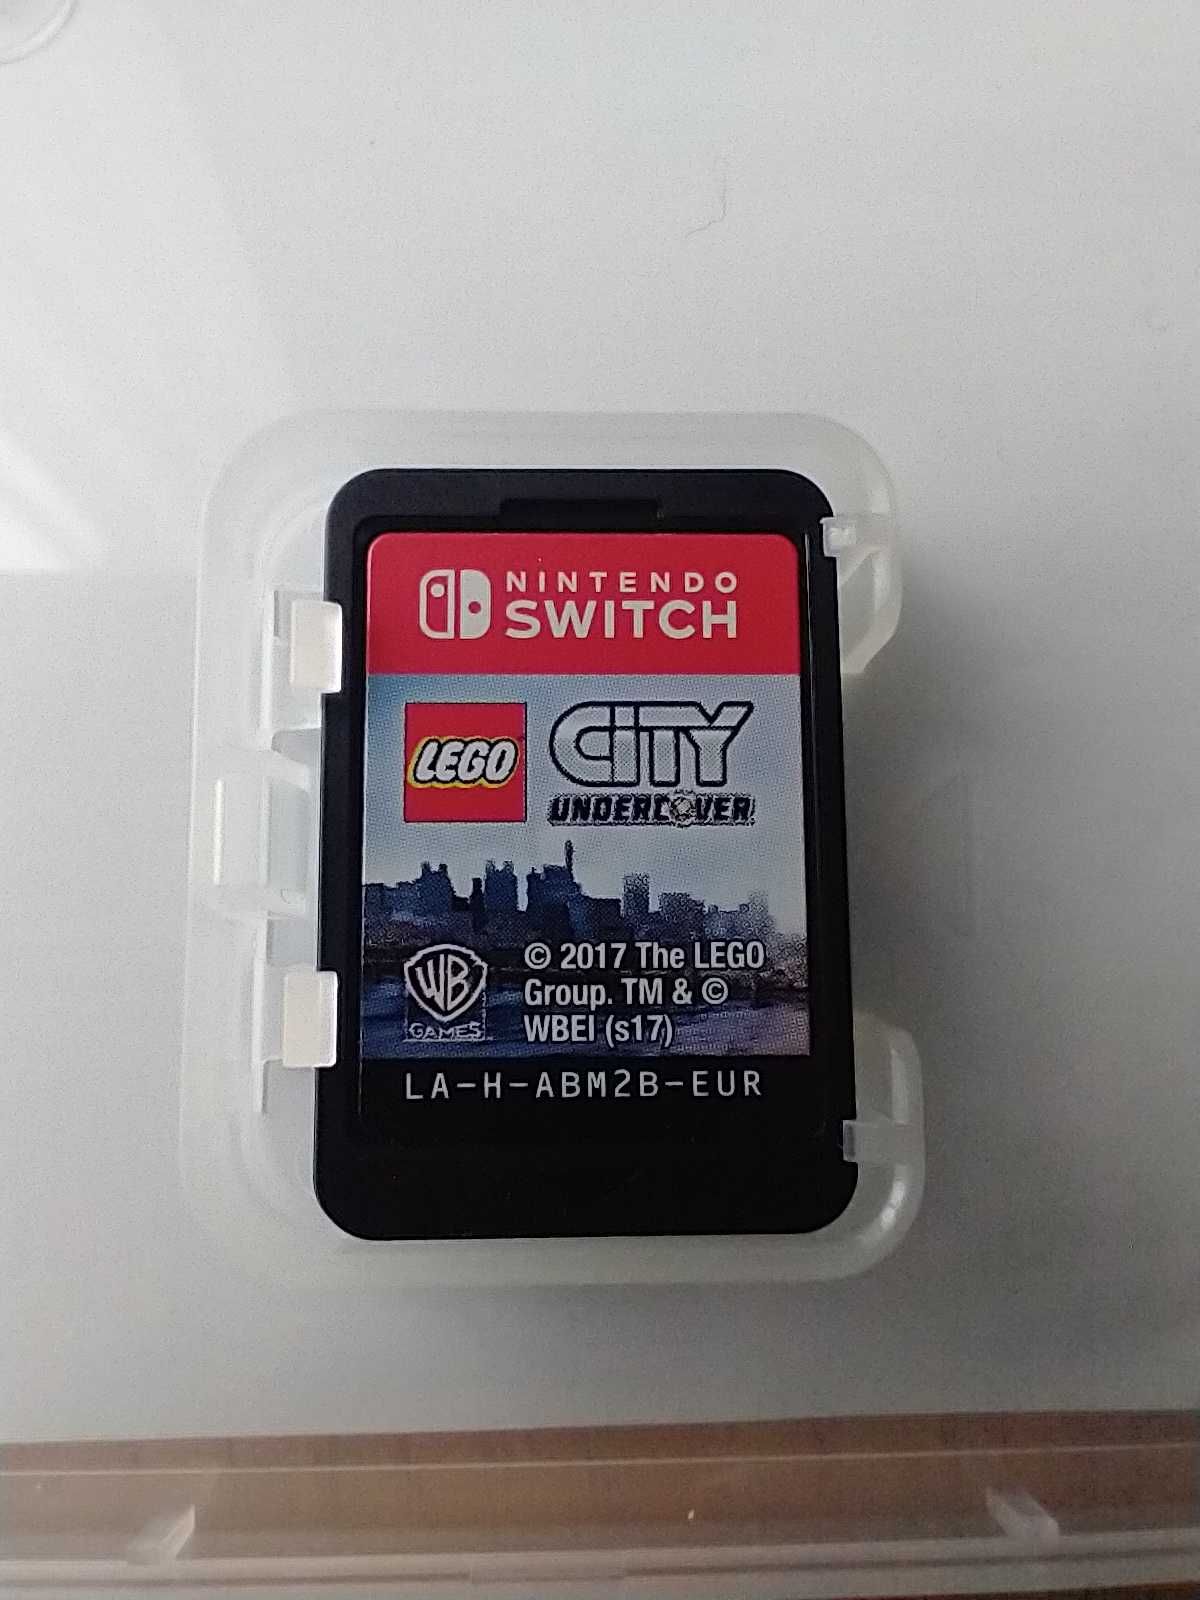 NINTENDO
SWITCH
LEGO
CITY
UNDERCOVER
WB
GAMES
© 2017 The LEGO
Group. TM & ©
WBEI (s17)
LA-H-ABM2B-EUR